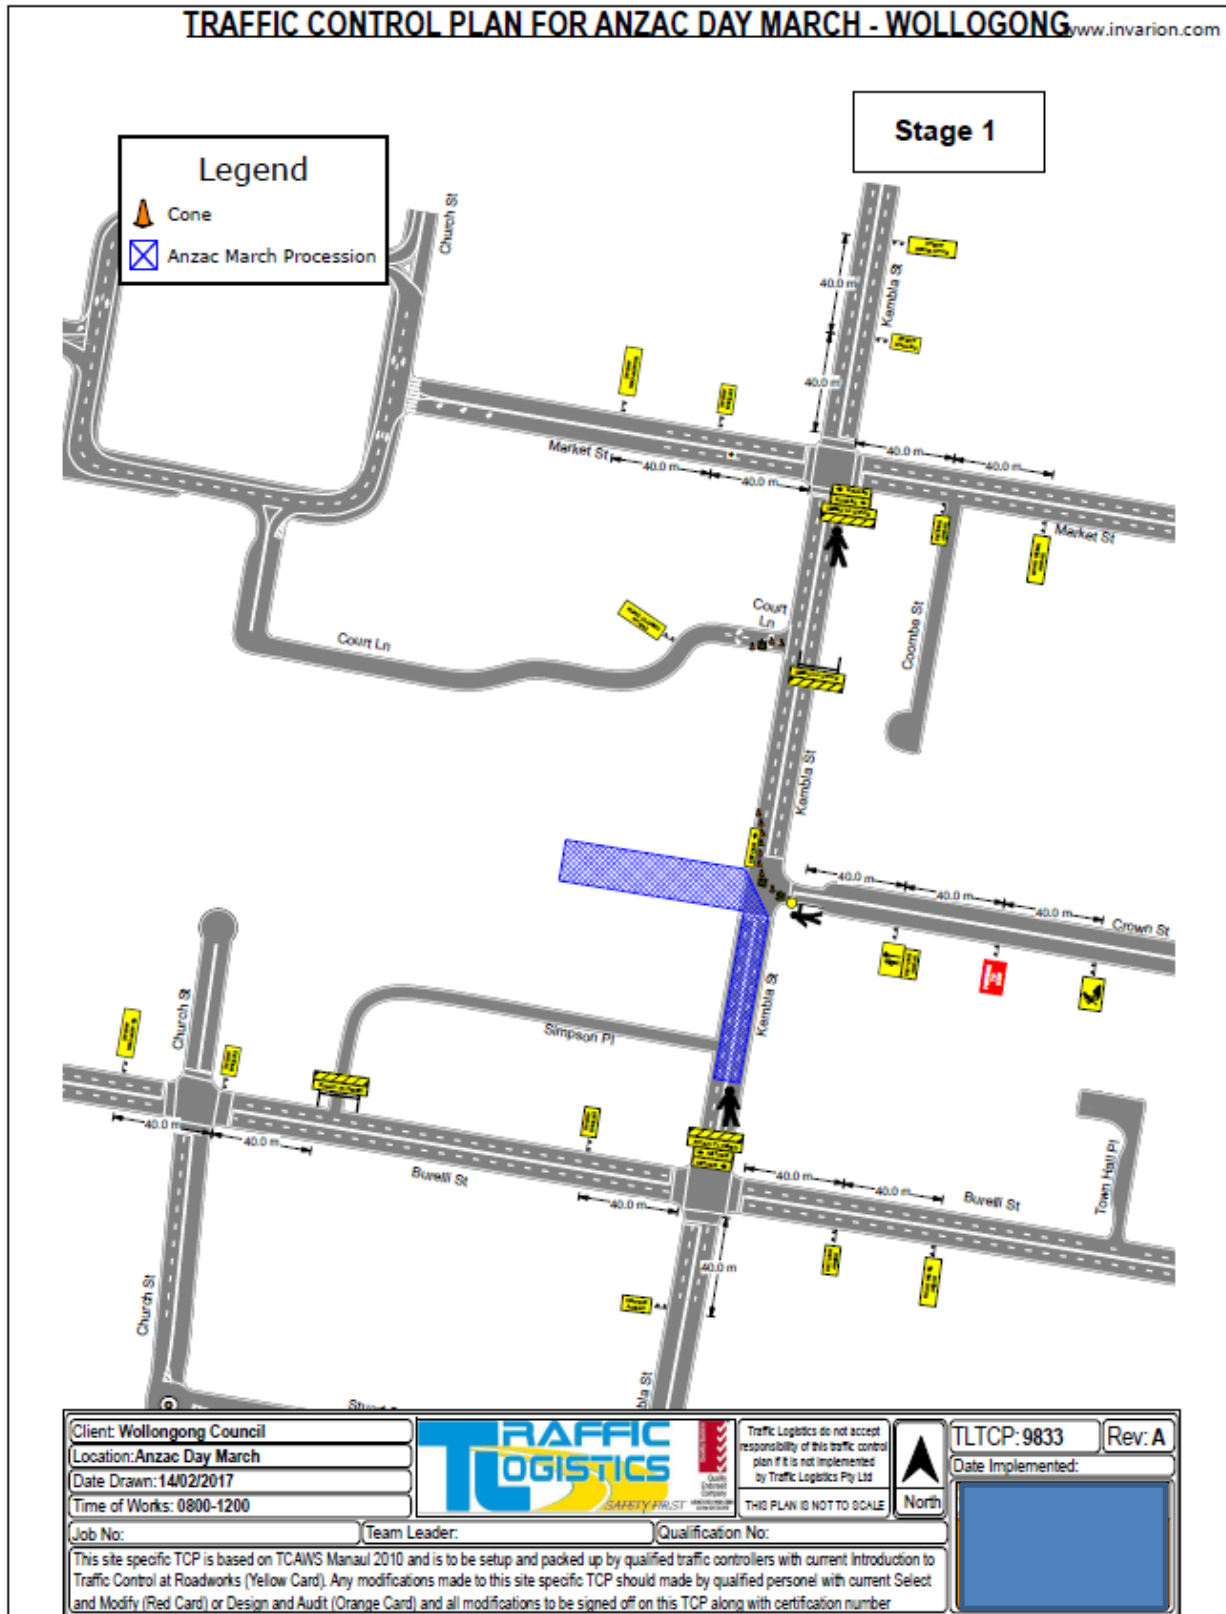 TRAFFIC CONTROL PLAN FOR ANZAC DAY MARCH - WOLLOGONG
www.invarion.com
Stage 1
Legend
Cone
Anzac March Procession
Church St
Kembla St
40.0 m
40.0 m
Market St
40.0 m
40.0 m
40.0 m
40.0 m
Market St
Court Ln
Court
Ln
Coombe St
Kembla St
40.0 m
40.0 m
40.0 m
Crown St
Kembla St
Simpson Pl
Church St
40.0 m
40.0 m
Burelli St
40.0 m
40.0 m
40.0 m
Burelli St
Town Hall Pl
40.0 m
Church St
Client: Wollongong Council
Location:Anzac Day March
Date Drawn: 14/02/2017
Time of Works: 0800-1200
TRAFFIC
LOGISTICS
SAFETY FIRST
Quality
Endorsed
Company
Traffic Logistics do not accept
responsibility of this traffic control
plan if it is not implemented
by Traffic Logistics Pty Ltd
THIS PLAN IS NOT TO SCALE
North
TLTCP: 9833
Rev: A
Date Implemented:
Job No:
Team Leader:
Qualification No:
This site specific TCP is based on TCAWS Manaul 2010 and is to be setup and packed up by qualified traffic controllers with current Introduction to
Traffic Control at Roadworks (Yellow Card). Any modifications made to this site specific TCP should made by qualified personel with current Select
and Modify (Red Card) or Design and Audit (Orange Card) and all modifications to be signed off on this TCP along with certification number